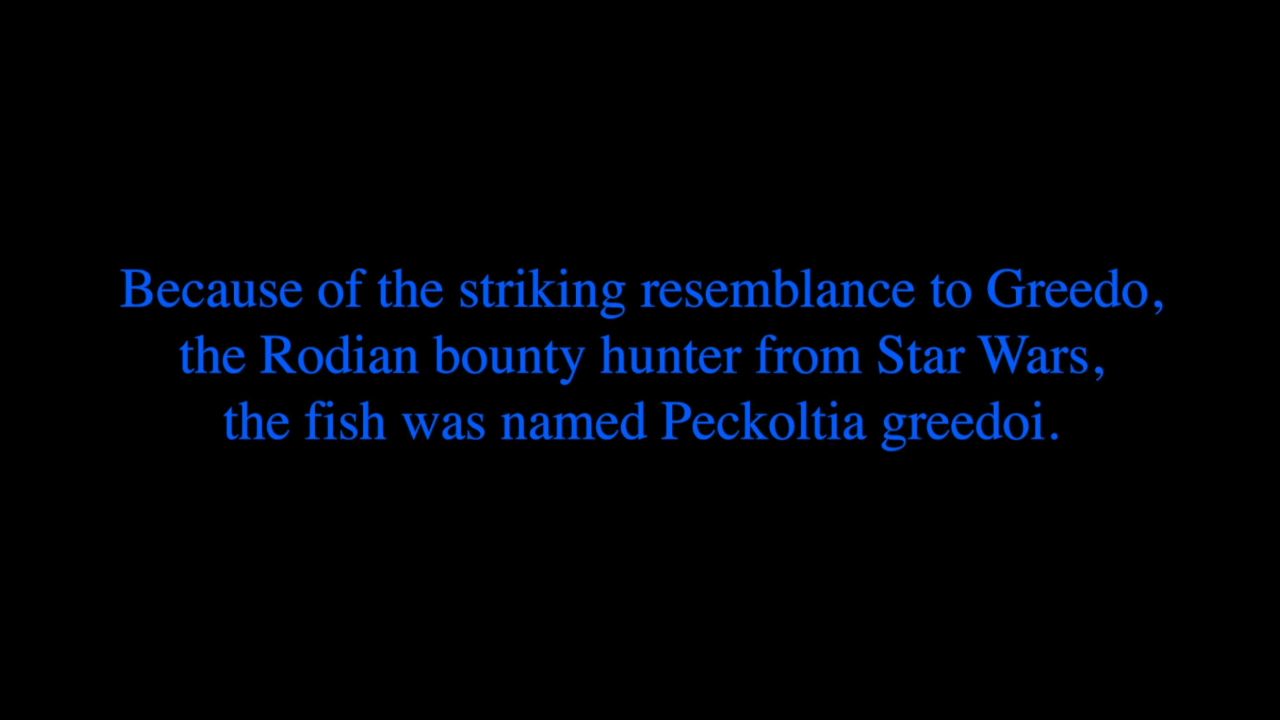 Because of the striking resemblance to Greedo,
the Rodian bounty hunter from Star Wars,
the fish was named Peckoltia greedoi.